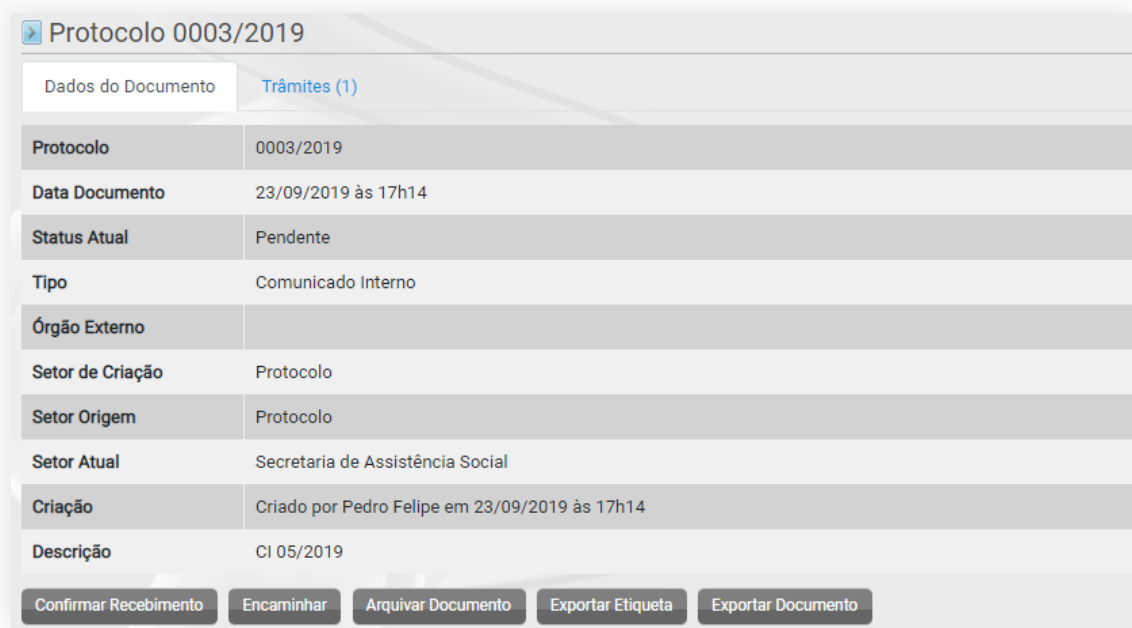 Protocolo 0003/2019
Dados do Documento Trâmites (1)
Protocolo 0003/2019
Data Documento 23/09/2019 às 17h14
Status Atual Pendente
Tipo Comunicado Interno
Órgão Externo
Setor de Criação Protocolo
Setor Origem Protocolo
Setor Atual Secretaria de Assistência Social
Criação Criado por Pedro Felipe em 23/09/2019 às 17h14
Descrição CI 05/2019
Confirmar Recebimento Encaminhar Arquivar Documento Exportar Etiqueta Exportar Documento